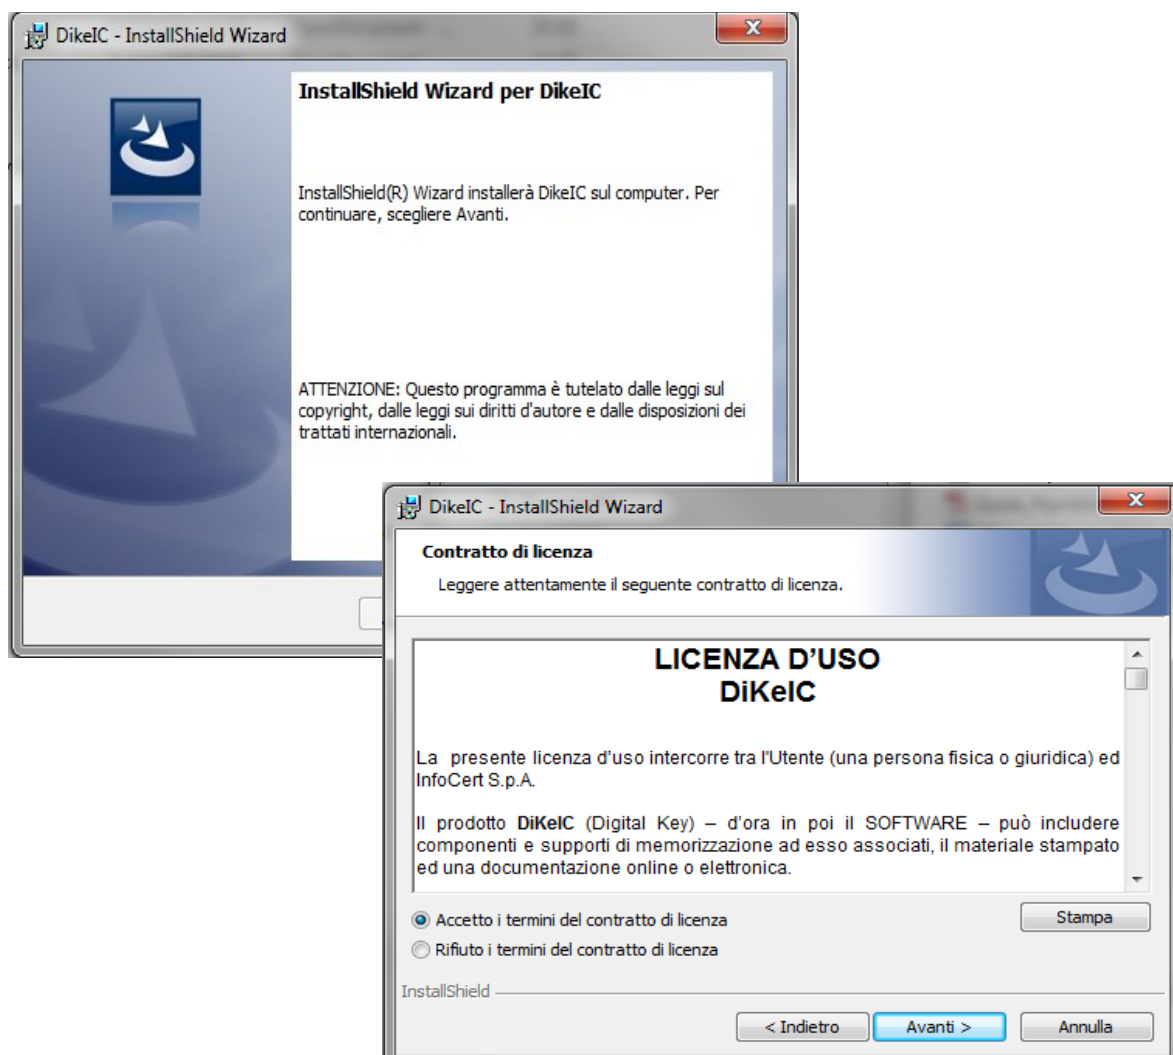 DikeIC - InstallShield Wizard
InstallShield Wizard per DikeIC
InstallShield(R) Wizard installerà DikeIC sul computer. Per
continuare, scegliere Avanti.
ATTENZIONE: Questo programma è tutelato dalle leggi sul
copyright, dalle leggi sui diritti d'autore e dalle disposizioni dei
trattati internazionali.
DikeIC - InstallShield Wizard
Contratto di licenza
Leggere attentamente il seguente contratto di licenza.
LICENZA D'USO
DiKeIC
La presente licenza d'uso intercorre tra l'Utente (una persona fisica o giuridica) ed
InfoCert S.p.A.
Il prodotto DiKeIC (Digital Key) – d'ora in poi il SOFTWARE – può includere
componenti e supporti di memorizzazione ad esso associati, il materiale stampato
ed una documentazione online o elettronica.
Accetto i termini del contratto di licenza
Stampa
Rifiuto i termini del contratto di licenza
InstallShield
< Indietro
Avanti >
Annulla